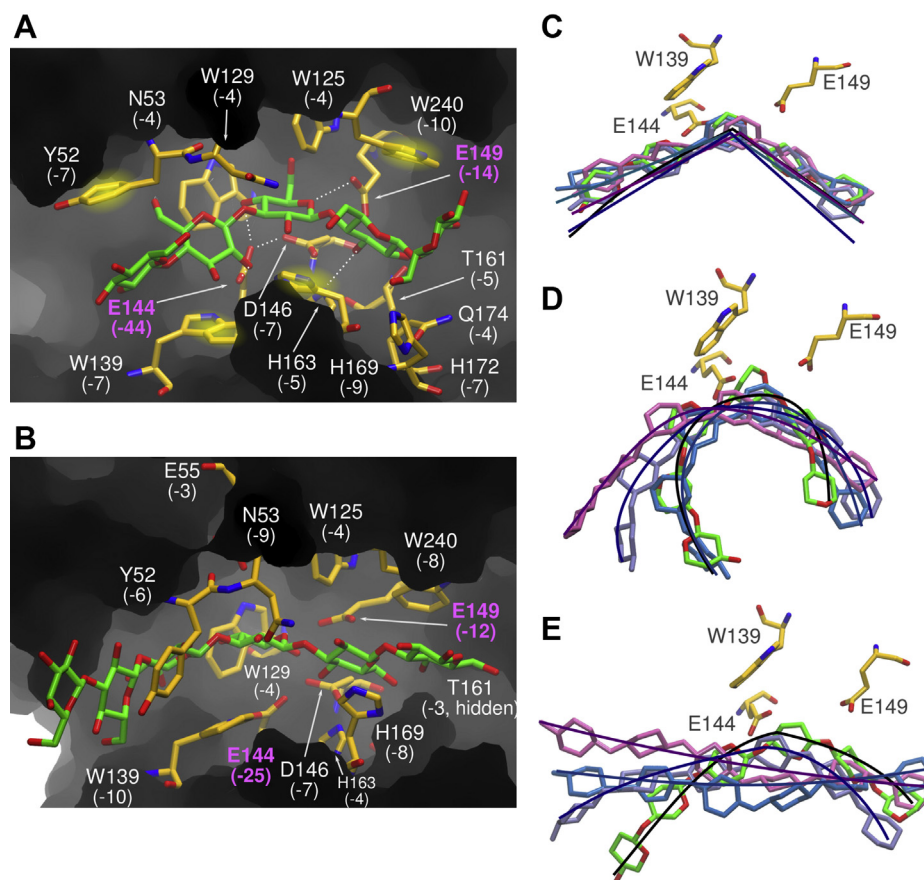 A
W129
(-4)
W125
(-4)
N53
(-4)
W240
(-10)
Y52
(-7)
E149
(-14)
T161
(-5)
E144
(-44)
D146
(-7)
Q174
(-4)
H163
(-5)
H169
(-9)
H172
(-7)
W139
(-7)
B
E55
(-3)
N53
(-9)
W125
(-4)
W240
(-8)
Y52
(-6)
E149
(-12)
W129
(-4)
T161
(-3, hidden)
H169
(-8)
E144
(-25)
D146
(-7)
W139
(-10)
H163
(-4)
C
W139
E149
E144
D
W139
E149
E144
E
W139
E149
E144